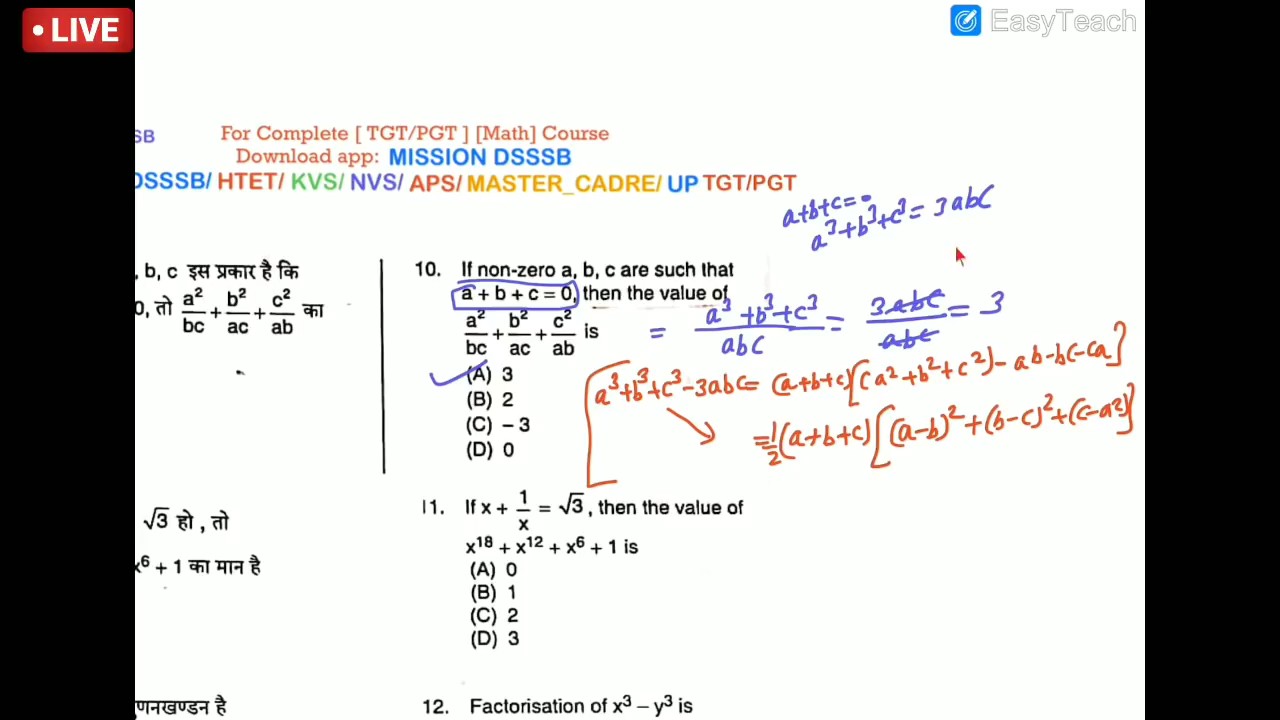 • LIVE
EasyTeach
SB
For Complete [ TGT/PGT ] [Math] Course
Download app: MISSION DSSSB
DSSSB/ HTET/ KVS/ NVS/ APS/ MASTER_CADRE/ UP TGT/PGT
a+b+c=0
a³+b³+c³=3abc
, b, c इस प्रकार है कि
0, तो a²/bc + b²/ac + c²/ab का
10. If non-zero a, b, c are such that
a + b + c = 0, then the value of
a²/bc + b²/ac + c²/ab is
= (a³+b³+c³)/abc = 3abc/abc = 3
(A) 3
(B) 2
(C) – 3
(D) 0
a³+b³+c³-3abc= (a+b+c)[(a²+b²+c²)-ab-bc-ca]
=1/2(a+b+c)[(a-b)²+(b-c)²+(c-a²)]
√3 हो , तो
x⁶ + 1 का मान है
11. If x + 1/x = √3, then the value of
x¹⁸ + x¹² + x⁶ + 1 is
(A) 0
(B) 1
(C) 2
(D) 3
गुणनखण्डन है
12. Factorisation of x³ – y³ is